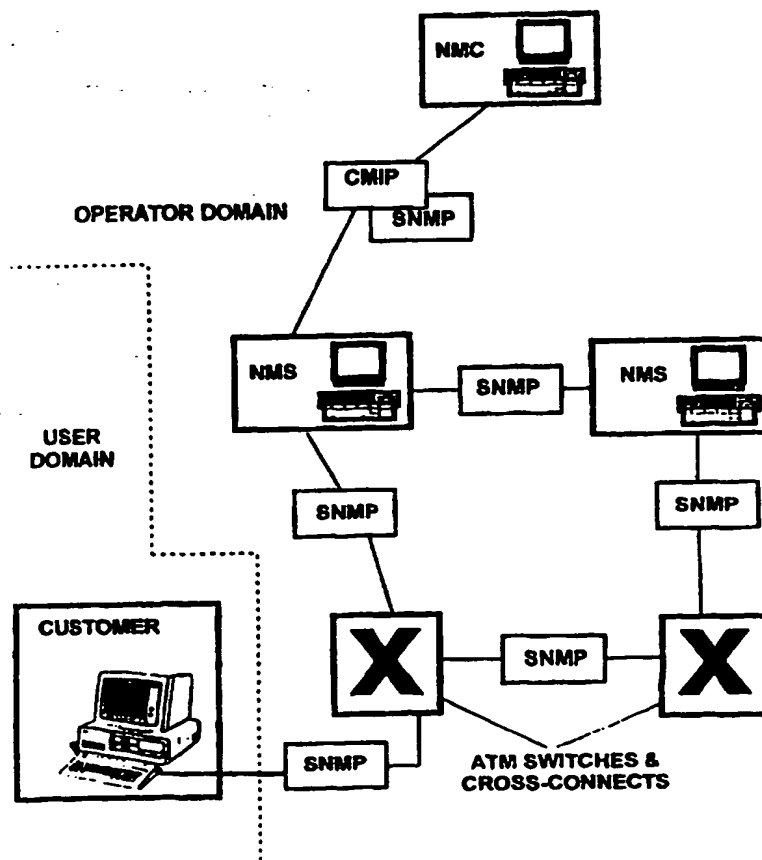 NMC
CMIP
SNMP
OPERATOR DOMAIN
NMS
SNMP
NMS
USER
DOMAIN
SNMP
SNMP
CUSTOMER
X
SNMP
X
SNMP
ATM SWITCHES &
CROSS-CONNECTS